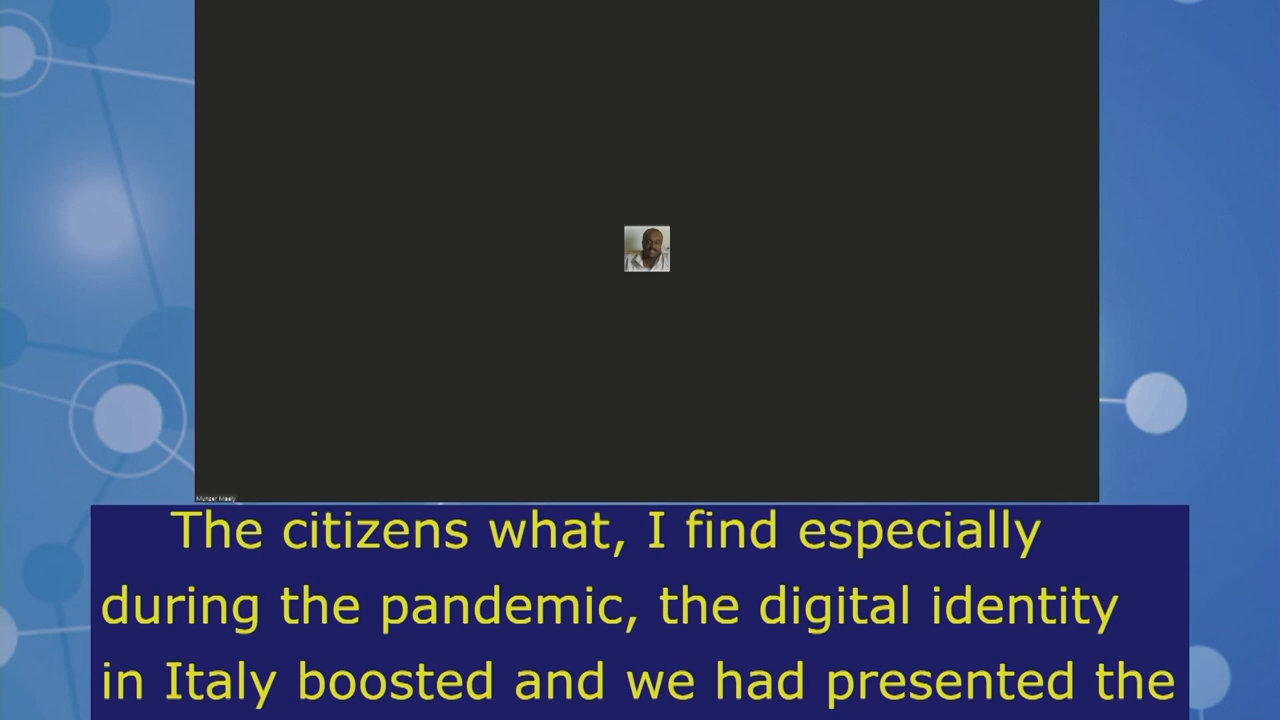 The citizens what, I find especially
during the pandemic, the digital identity
in Italy boosted and we had presented the